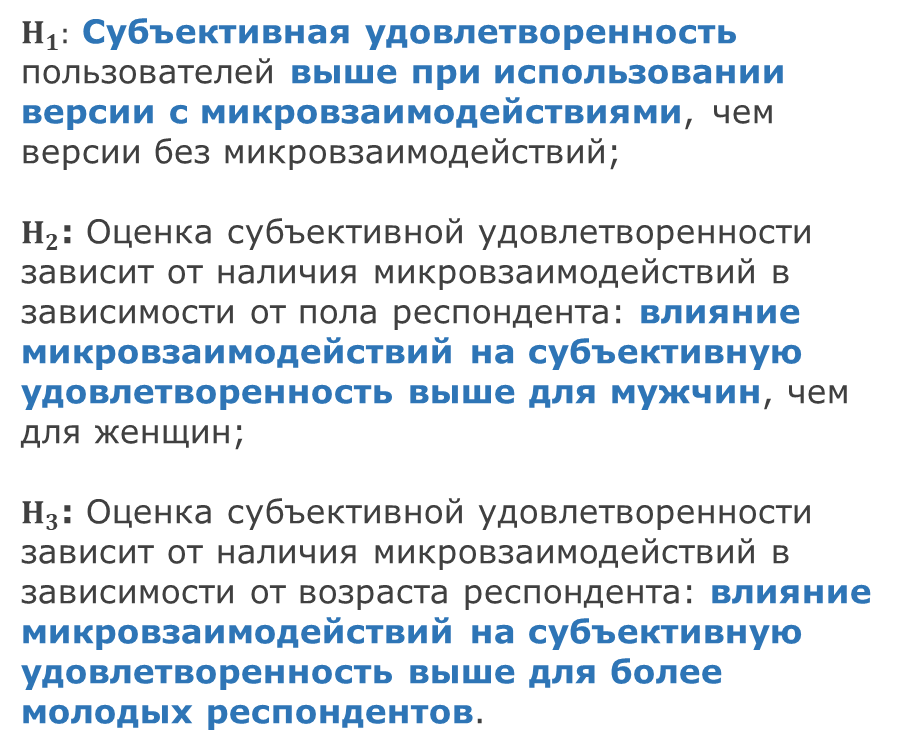 H₁: Субъективная удовлетворенность
пользователей выше при использовании
версии с микровзаимодействиями, чем
версии без микровзаимодействий;
H₂: Оценка субъективной удовлетворенности
зависит от наличия микровзаимодействий в
зависимости от пола респондента: влияние
микровзаимодействий на субъективную
удовлетворенность выше для мужчин, чем
для женщин;
H₃: Оценка субъективной удовлетворенности
зависит от наличия микровзаимодействий в
зависимости от возраста респондента: влияние
микровзаимодействий на субъективную
удовлетворенность выше для более
молодых респондентов.